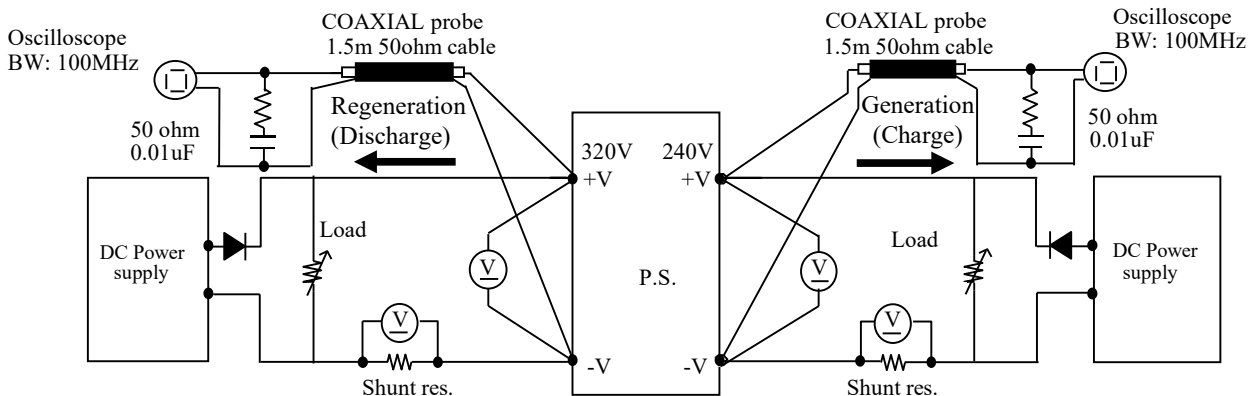 Oscilloscope
BW: 100MHz
COAXIAL probe
1.5m 50ohm cable
COAXIAL probe
1.5m 50ohm cable
Oscilloscope
BW: 100MHz
50 ohm
0.01uF
Regeneration
(Discharge)
Generation
(Charge)
50 ohm
0.01uF
320V
240V
+V
+V
DC Power
supply
Load
V
P.S.
V
Load
DC Power
supply
V
V
-V
-V
Shunt res.
Shunt res.